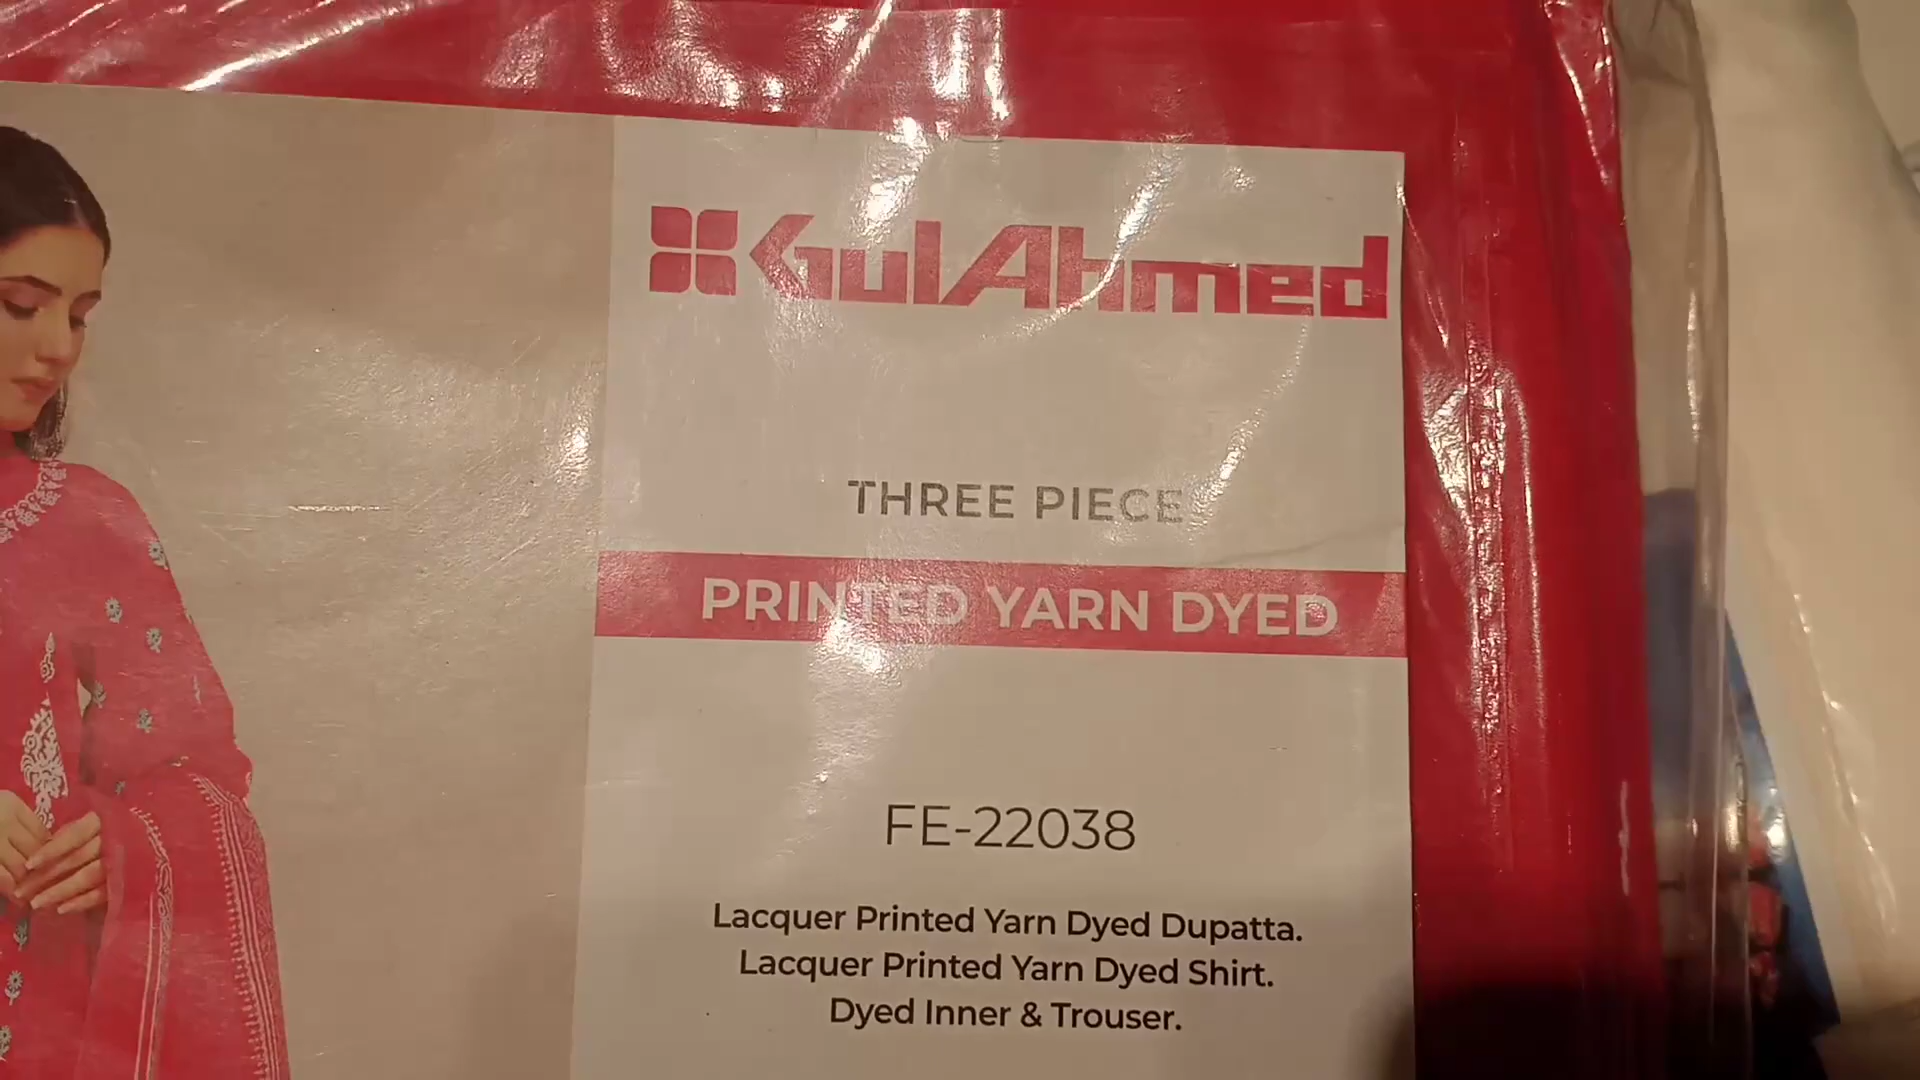 GulAhmed
THREE PIECE
PRINTED YARN DYED
FE-22038
Lacquer Printed Yarn Dyed Dupatta.
Lacquer Printed Yarn Dyed Shirt.
Dyed Inner & Trouser.